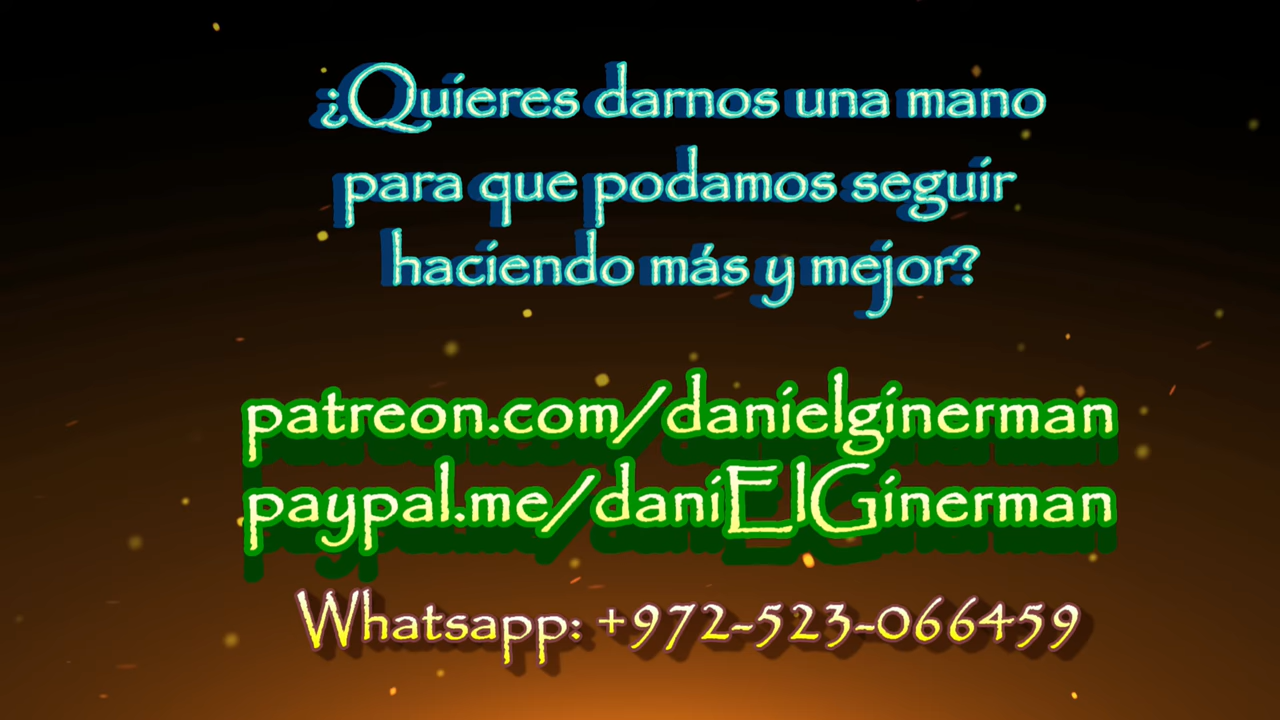 ¿Quieres darnos una mano
para que podamos seguir
haciendo más y mejor?
patreon.com/danielginerman
paypal.me/daniElGinerman
Whatsapp: +972-523-066459